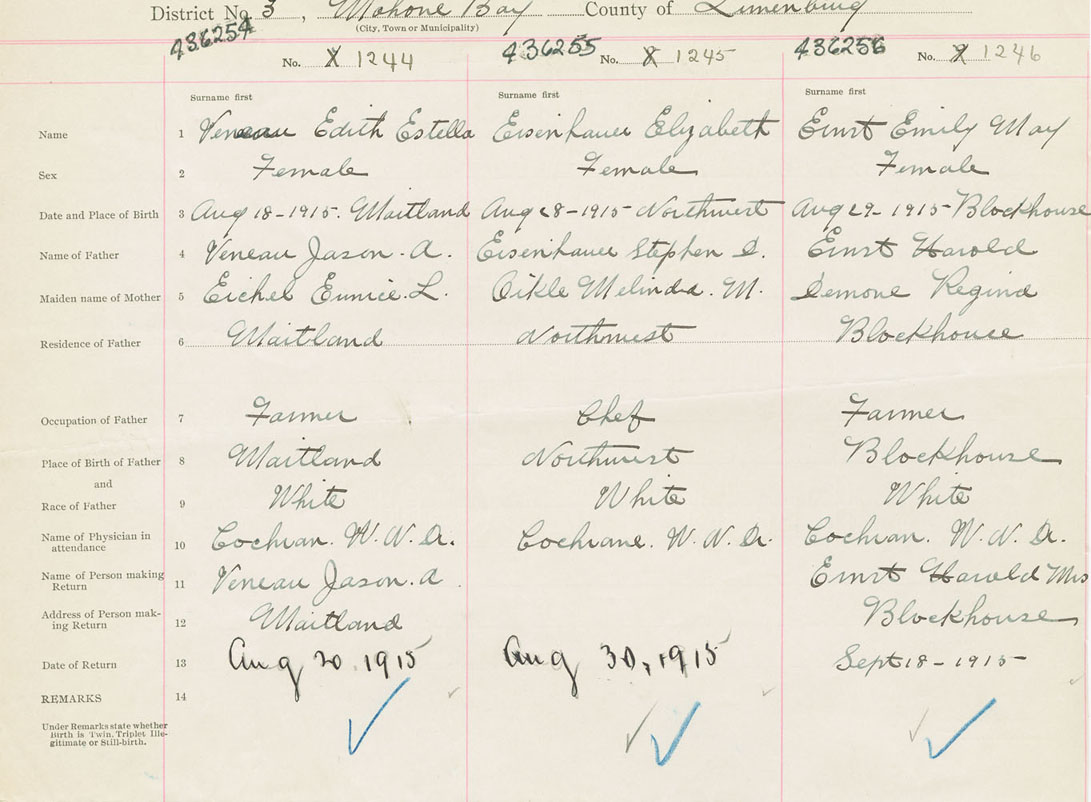 District No. 3, Mahone Bay County of Lunenburg
(City, Town or Municipality)
436254 436255 436256
No. 1244 No. 1245 No. 1246
Surname first Surname first Surname first
Name 1 Veneau Edith Estella Eisenhauer Elizabeth Ernst Emily May
Sex 2 Female Female Female
Date and Place of Birth 3 Aug 18-1915. Maitland Aug 28-1915-Northwest Aug 29-1915-Blockhouse
Name of Father 4 Veneau Jason. A. Eisenhauer Stephen D. Ernst Harold
Maiden name of Mother 5 Eichel Eunice. L. Oikle Melinda. M. Demone Regina
Residence of Father 6 Maitland Northwest Blockhouse
Occupation of Father 7 Farmer Chef Farmer
Place of Birth of Father 8 Maitland Northwest Blockhouse
and
Race of Father 9 White White White
Name of Physician in attendance 10 Cochran. W. N. Dr. Cochrane. W. N. Dr. Cochran. W. N. Dr.
Name of Person making Return 11 Veneau Jason. A. Ernst Harold Mrs
Address of Person mak-ing Return 12 Maitland Blockhouse
Date of Return 13 Aug 20. 1915 Aug 30, 1915 Sept 18-1915-
REMARKS 14
Under Remarks state whether
Birth is Twin, Triplet Ille-
gitimate or Still-birth.